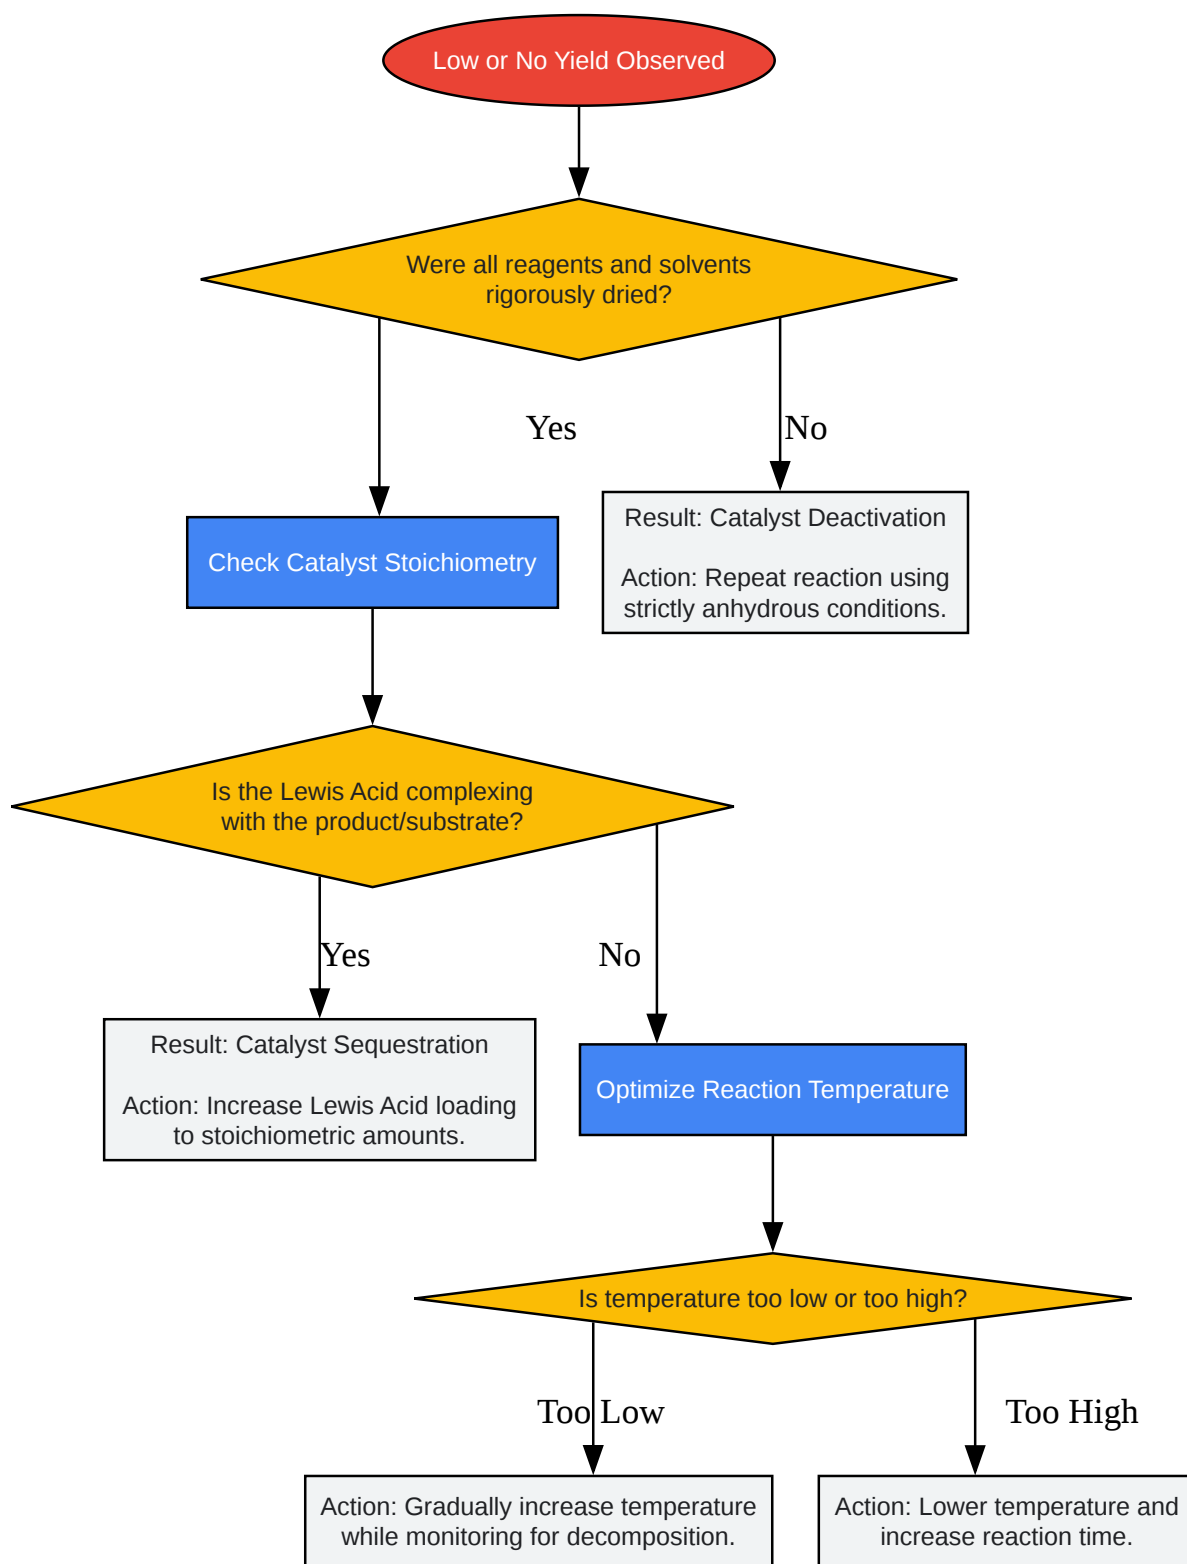 Low or No Yield Observed
Were all reagents and solvents
rigorously dried?
Yes
No
Check Catalyst Stoichiometry
Result: Catalyst Deactivation
Action: Repeat reaction using
strictly anhydrous conditions.
Is the Lewis Acid complexing
with the product/substrate?
Yes
No
Result: Catalyst Sequestration
Action: Increase Lewis Acid loading
to stoichiometric amounts.
Optimize Reaction Temperature
Is temperature too low or too high?
Too Low
Too High
Action: Gradually increase temperature
while monitoring for decomposition.
Action: Lower temperature and
increase reaction time.